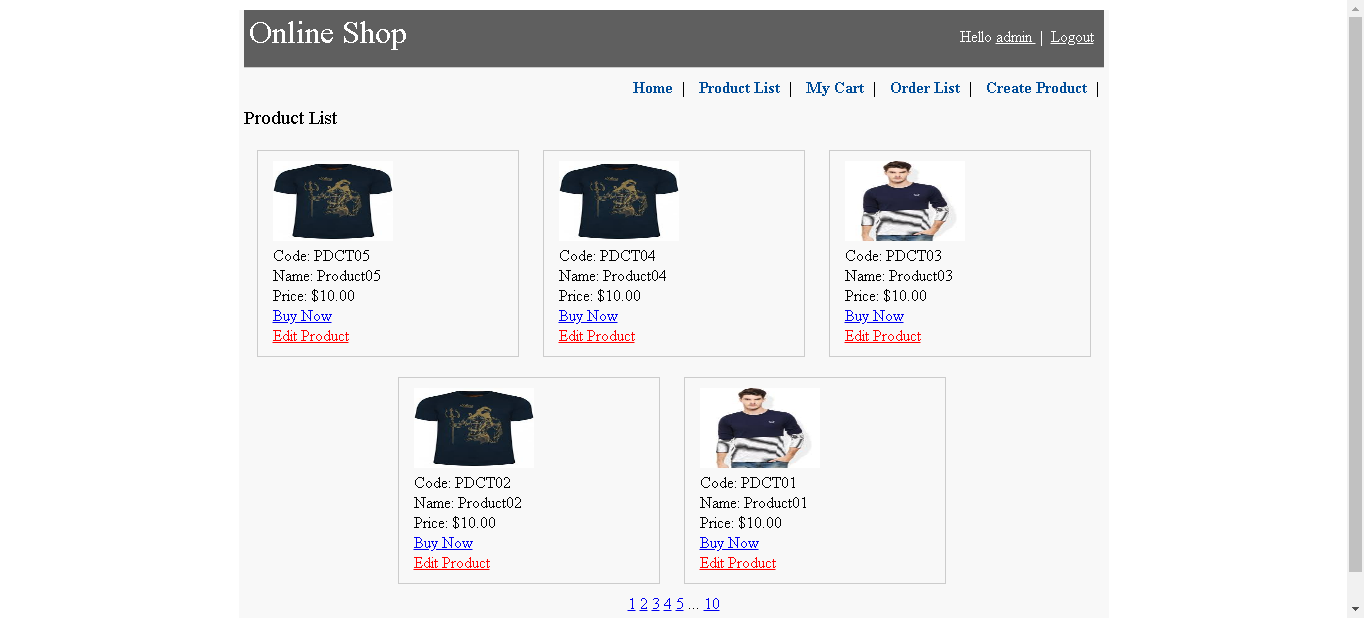 Online Shop
Hello admin | Logout
Home | Product List | My Cart | Order List | Create Product |
Product List
Code: PDCT05
Name: Product05
Price: $10.00
Buy Now
Edit Product
Code: PDCT04
Name: Product04
Price: $10.00
Buy Now
Edit Product
Code: PDCT03
Name: Product03
Price: $10.00
Buy Now
Edit Product
Code: PDCT02
Name: Product02
Price: $10.00
Buy Now
Edit Product
Code: PDCT01
Name: Product01
Price: $10.00
Buy Now
Edit Product
1 2 3 4 5 ... 10